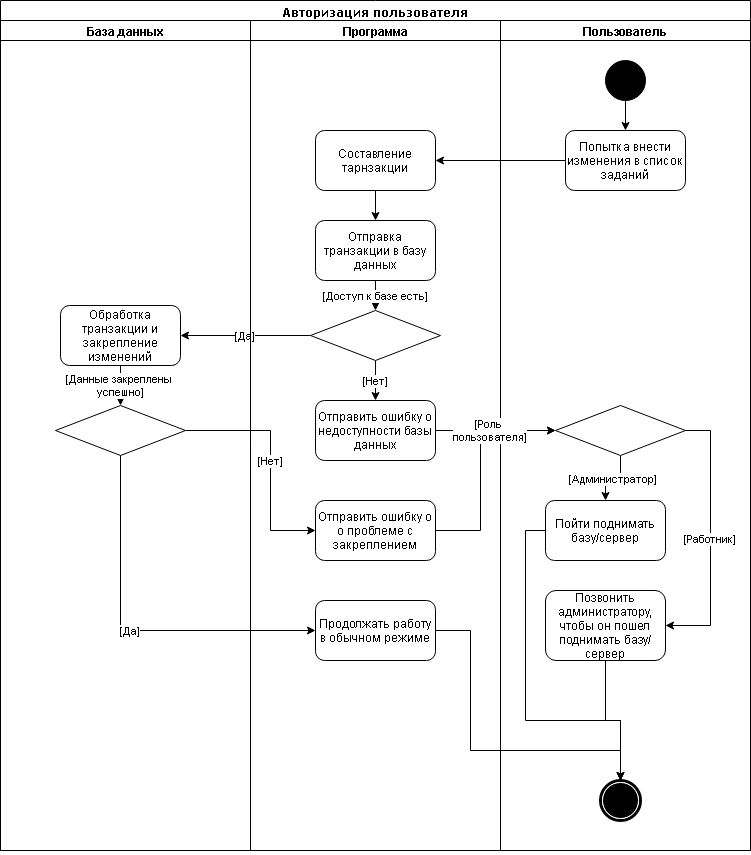 Авторизация пользователя
База данных
Программа
Пользователь
Попытка внести
изменения в список
заданий
Составление
тарнзакции
Отправка
транзакции в базу
данных
[Доступ к базе есть]
Обработка
транзакции и
закрепление
изменений
[Да]
[Данные закреплены
успешно]
[Нет]
Отправить ошибку о
недоступности базы
данных
[Роль
пользователя]
[Нет]
[Администратор]
Отправить ошибку о
о проблеме с
закреплением
Пойти поднимать
базу/сервер
[Работник]
Позвонить
администратору,
чтобы он пошел
поднимать базу/
сервер
[Да]
Продолжать работу
в обычном режиме